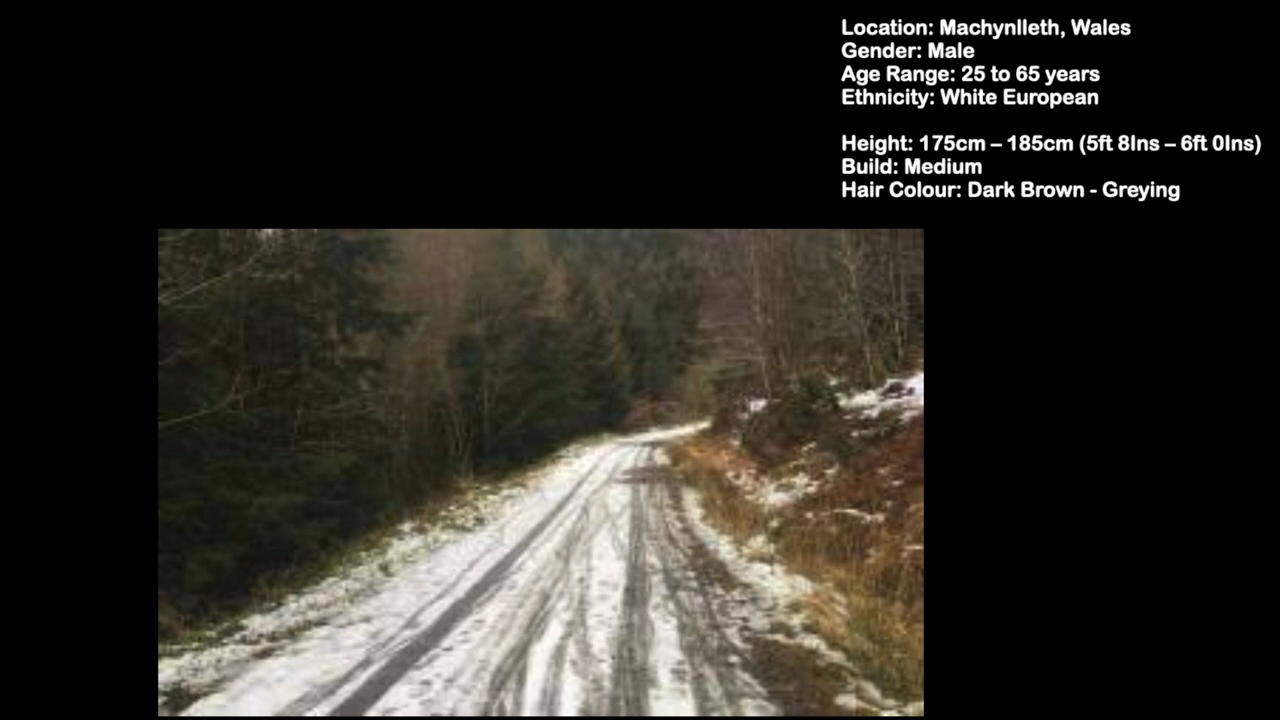 Location: Machynlleth, Wales
Gender: Male
Age Range: 25 to 65 years
Ethnicity: White European
Height: 175cm – 185cm (5ft 8Ins – 6ft 0Ins)
Build: Medium
Hair Colour: Dark Brown - Greying